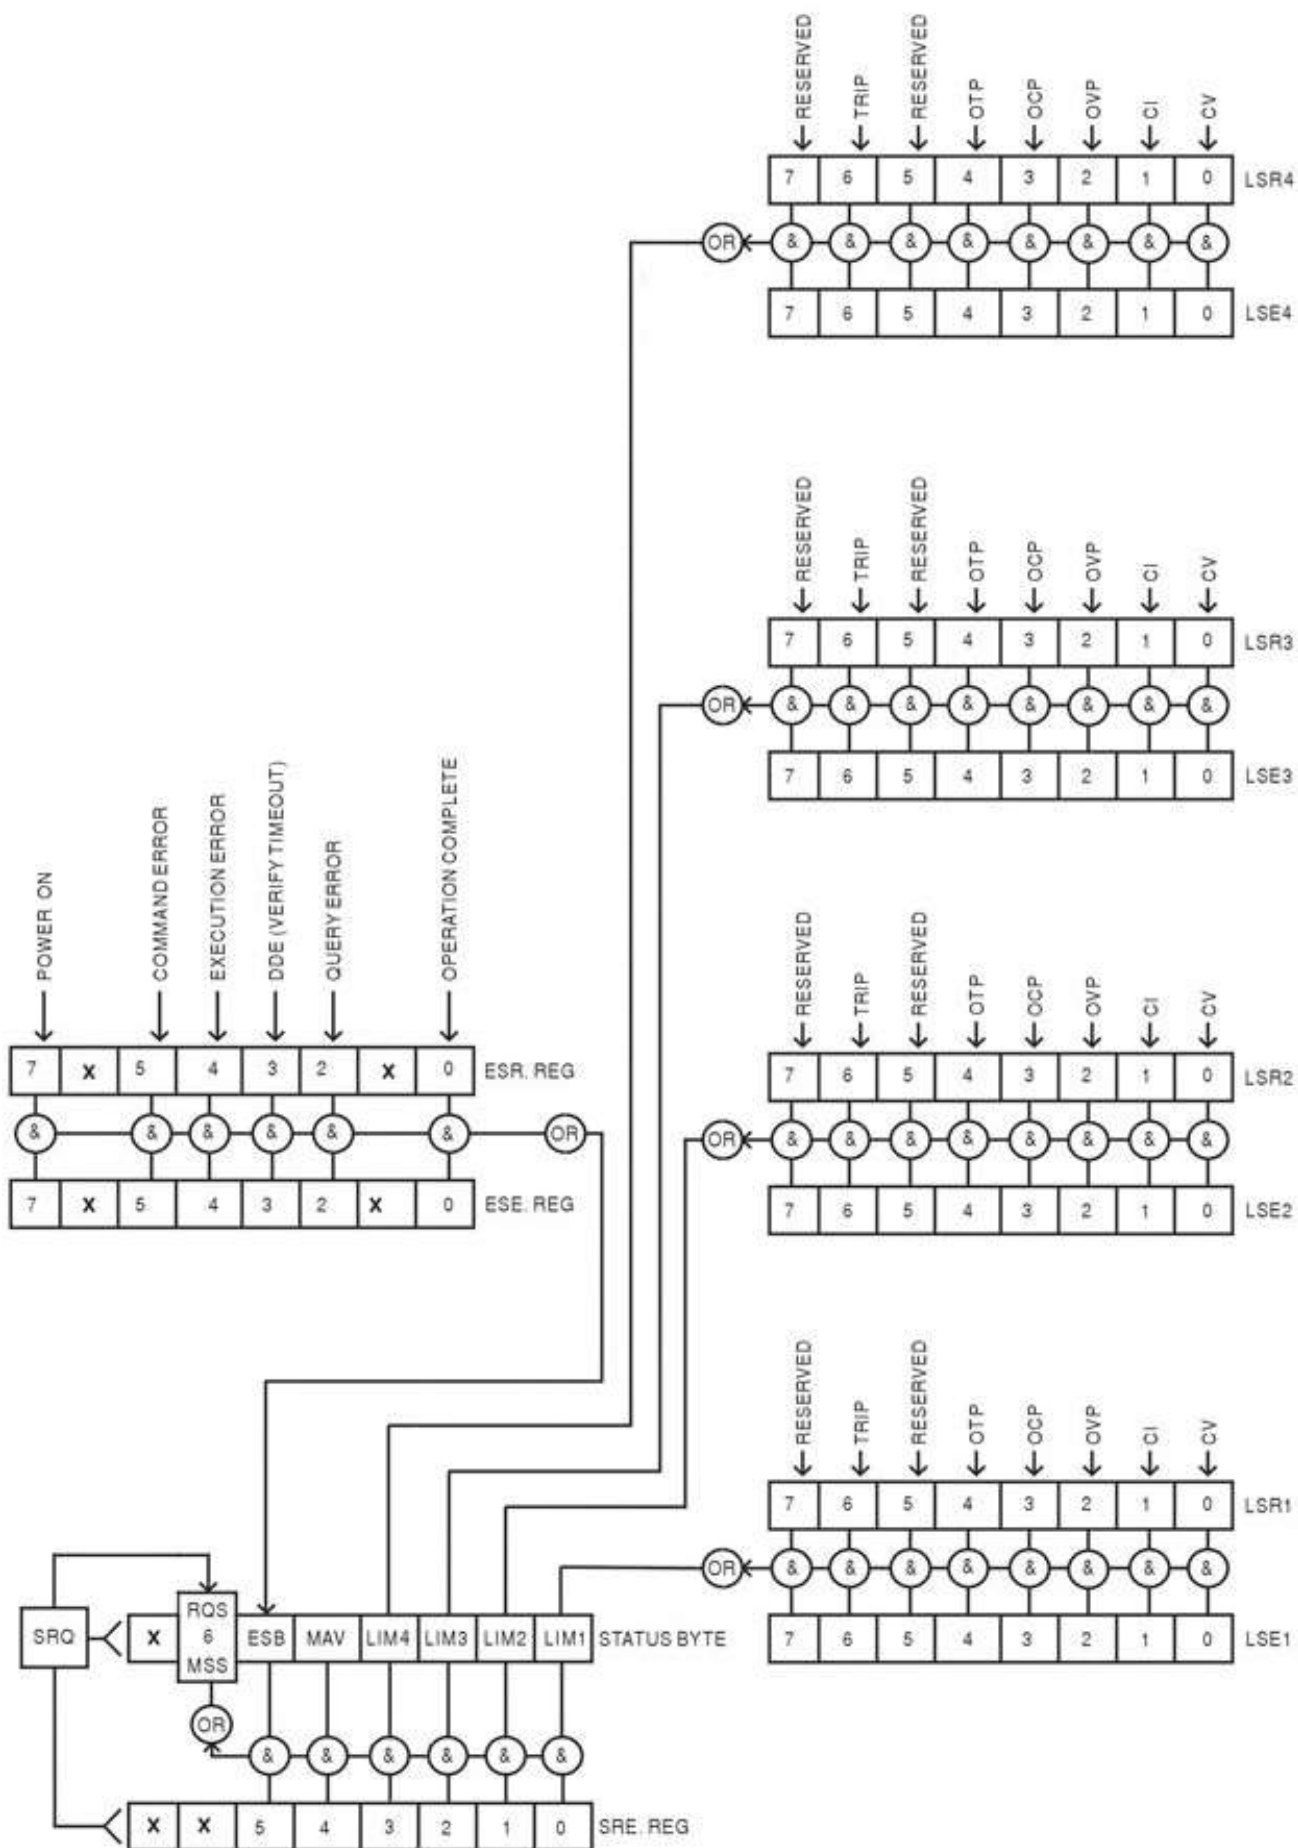 RESERVED TRIP RESERVED OTP OCP OVP CI CV
7 6 5 4 3 2 1 0 LSR4
OR & & & & & & & &
7 6 5 4 3 2 1 0 LSE4
RESERVED TRIP RESERVED OTP OCP OVP CI CV
7 6 5 4 3 2 1 0 LSR3
OR & & & & & & & &
7 6 5 4 3 2 1 0 LSE3
POWER ON COMMAND ERROR EXECUTION ERROR DDE (VERIFY TIMEOUT) QUERY ERROR OPERATION COMPLETE
7 X 5 4 3 2 X 0 ESR. REG
& & & & & & OR
7 X 5 4 3 2 X 0 ESE. REG
RESERVED TRIP RESERVED OTP OCP OVP CI CV
7 6 5 4 3 2 1 0 LSR2
OR & & & & & & & &
7 6 5 4 3 2 1 0 LSE2
RESERVED TRIP RESERVED OTP OCP OVP CI CV
7 6 5 4 3 2 1 0 LSR1
OR & & & & & & & &
7 6 5 4 3 2 1 0 LSE1
RQS
SRQ X 6 ESB MAV LIM4 LIM3 LIM2 LIM1 STATUS BYTE
MSS
OR
& & & & & &
X X 5 4 3 2 1 0 SRE. REG